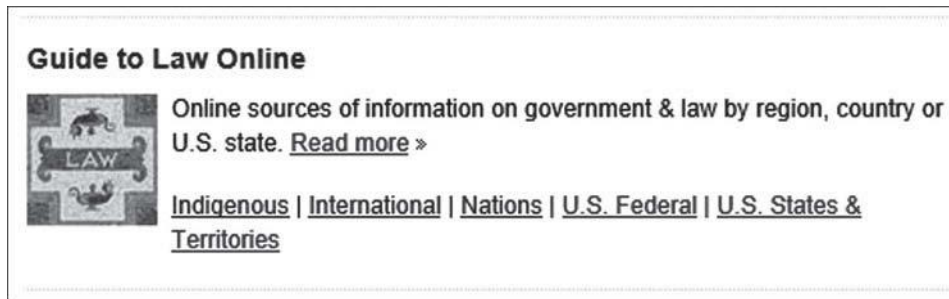 Guide to Law Online
LAW
Online sources of information on government & law by region, country or
U.S. state. Read more »
Indigenous | International | Nations | U.S. Federal | U.S. States &
Territories